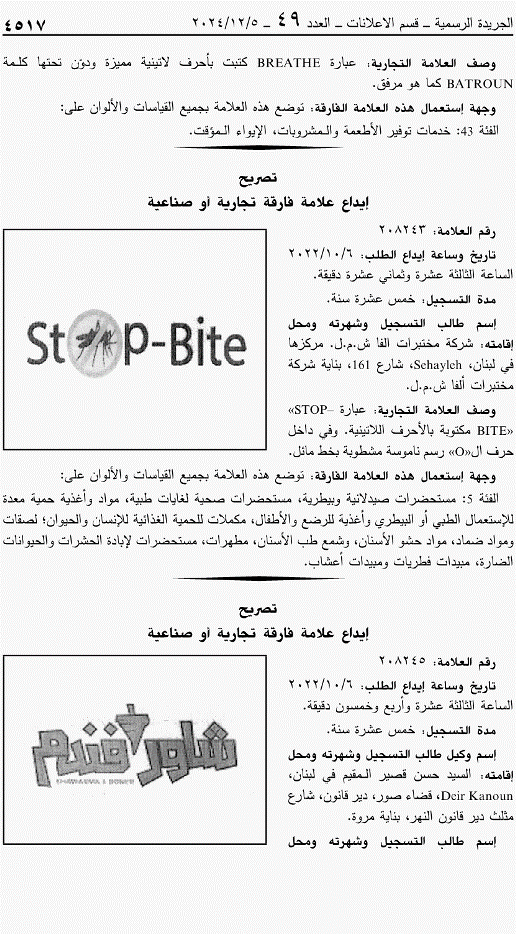 الجريدة الرسمية ــ قسم الاعلانات ــ العدد ٤٩ ــ ٢٠٢٤/١٢/٥
٤٥١٧
وصف العلامة التجارية: عبارة BREATHE كتبت بأحرف لاتينية مميزة ودوّن تحتها كلمة
BATROUN كما هو مرفق.
وجهة إستعمال هذه العلامة الفارقة: توضع هذه العلامة بجميع القياسات والألوان على:
الفئة 43: خدمات توفير الأطعمة والمشروبات، الإيواء المؤقت.
تصريح
إيداع علامة فارقة تجارية أو صناعية
رقم العلامة: ٢٠٨٢٤٣
تاريخ وساعة إيداع الطلب: ٢٠٢٢/١٠/٦
الساعة الثالثة عشرة وثماني عشرة دقيقة.
مدة التسجيل: خمس عشرة سنة.
إسم طالب التسجيل وشهرته ومحل
إقامته: شركة مختبرات الفا ش.م.ل. مركزها
في لبنان، Sehayleh، شارع 161، بناية شركة
مختبرات ألفا ش.م.ل.
وصف العلامة التجارية: عبارة «STOP–
BITE» مكتوبة بالأحرف اللاتينية. وفي داخل
حرف ال«O» رسم ناموسة مشطوبة بخط مائل.
Stop-Bite
وجهة إستعمال هذه العلامة الفارقة: توضع هذه العلامة بجميع القياسات والألوان على:
الفئة 5: مستحضرات صيدلانية وبيطرية، مستحضرات صحية لغايات طبية، مواد وأغذية حمية معدة
للإستعمال الطبي أو البيطري وأغذية للرضع والأطفال، مكملات للحمية الغذائية للإنسان والحيوان؛ لصقات
ومواد ضماد، مواد حشو الأسنان، وشمع طب الأسنان، مطهرات، مستحضرات لإبادة الحشرات والحيوانات
الضارة، مبيدات فطريات ومبيدات أعشاب.
تصريح
إيداع علامة فارقة تجارية أو صناعية
رقم العلامة: ٢٠٨٢٤٥
تاريخ وساعة إيداع الطلب: ٢٠٢٢/١٠/٦
الساعة الثالثة عشرة وأربع وخمسون دقيقة.
مدة التسجيل: خمس عشرة سنة.
إسم وكيل طالب التسجيل وشهرته ومحل
إقامته: السيد حسن قصير المقيم في لبنان،
Deir Kanoun، قضاء صور، دير قانون، شارع
مثلث دير قانون النهر، بناية مروة.
إسم طالب التسجيل وشهرته ومحل